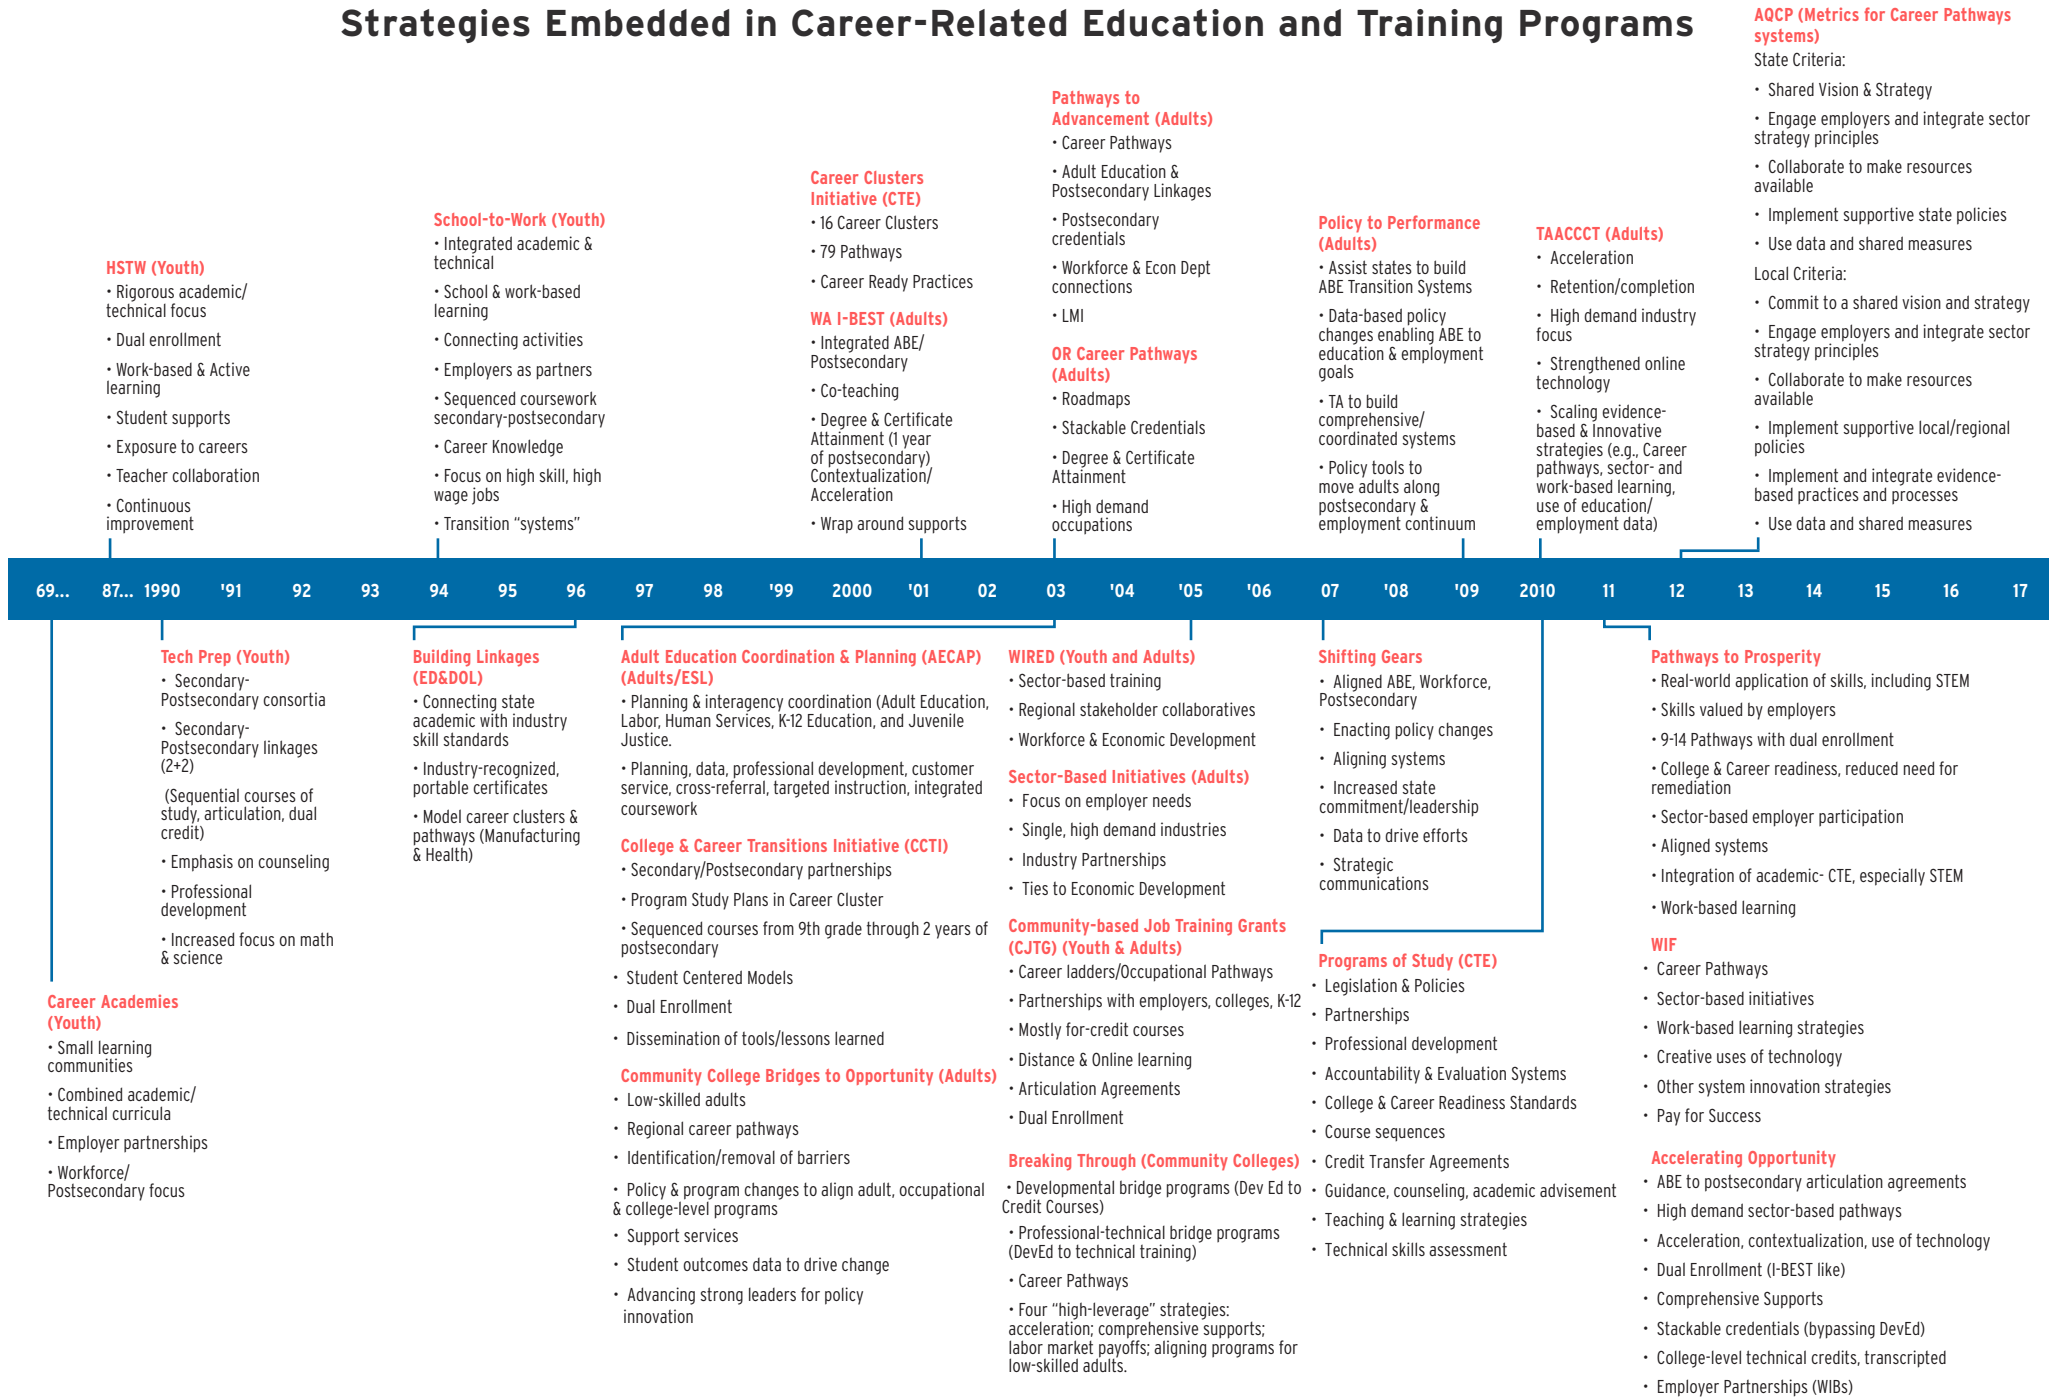 Strategies Embedded in Career-Related Education and Training Programs
HSTW (Youth)
• Rigorous academic/
technical focus
• Dual enrollment
• Work-based & Active
learning
• Student supports
• Exposure to careers
• Teacher collaboration
• Continuous
improvement
School-to-Work (Youth)
• Integrated academic &
technical
• School & work-based
learning
• Connecting activities
• Employers as partners
• Sequenced coursework
secondary-postsecondary
• Career Knowledge
• Focus on high skill, high
wage jobs
• Transition “systems”
Career Clusters
Initiative (CTE)
• 16 Career Clusters
• 79 Pathways
• Career Ready Practices
WA I-BEST (Adults)
• Integrated ABE/
Postsecondary
• Co-teaching
• Degree & Certificate
Attainment (1 year
of postsecondary)
Contextualization/
Acceleration
• Wrap around supports
Pathways to
Advancement (Adults)
• Career Pathways
• Adult Education &
Postsecondary Linkages
• Postsecondary
credentials
• Workforce & Econ Dept
connections
• LMI
OR Career Pathways
(Adults)
• Roadmaps
• Stackable Credentials
• Degree & Certificate
Attainment
• High demand
occupations
Policy to Performance
(Adults)
• Assist states to build
ABE Transition Systems
• Data-based policy
changes enabling ABE to
education & employment
goals
• TA to build
comprehensive/
coordinated systems
• Policy tools to
move adults along
postsecondary &
employment continuum
TAACCCT (Adults)
• Acceleration
• Retention/completion
• High demand industry
focus
• Strengthened online
technology
• Scaling evidence-
based & Innovative
strategies (e.g., Career
pathways, sector- and
work-based learning,
use of education/
employment data)
AQCP (Metrics for Career Pathways
systems)
State Criteria:
• Shared Vision & Strategy
• Engage employers and integrate sector
strategy principles
• Collaborate to make resources
available
• Implement supportive state policies
• Use data and shared measures
Local Criteria:
• Commit to a shared vision and strategy
• Engage employers and integrate sector
strategy principles
• Collaborate to make resources
available
• Implement supportive local/regional
policies
• Implement and integrate evidence-
based practices and processes
• Use data and shared measures
69... 87... 1990 '91 92 93 94 95 96 97 98 '99 2000 '01 02 03 '04 '05 '06 07 '08 '09 2010 11 12 13 14 15 16 17
Career Academies
(Youth)
• Small learning
communities
• Combined academic/
technical curricula
• Employer partnerships
• Workforce/
Postsecondary focus
Tech Prep (Youth)
• Secondary-
Postsecondary consortia
• Secondary-
Postsecondary linkages
(2+2)
(Sequential courses of
study, articulation, dual
credit)
• Emphasis on counseling
• Professional
development
• Increased focus on math
& science
Building Linkages
(ED&DOL)
• Connecting state
academic with industry
skill standards
• Industry-recognized,
portable certificates
• Model career clusters &
pathways (Manufacturing
& Health)
Adult Education Coordination & Planning (AECAP)
(Adults/ESL)
• Planning & interagency coordination (Adult Education,
Labor, Human Services, K-12 Education, and Juvenile
Justice.
• Planning, data, professional development, customer
service, cross-referral, targeted instruction, integrated
coursework
College & Career Transitions Initiative (CCTI)
• Secondary/Postsecondary partnerships
• Program Study Plans in Career Cluster
• Sequenced courses from 9th grade through 2 years of
postsecondary
• Student Centered Models
• Dual Enrollment
• Dissemination of tools/lessons learned
Community College Bridges to Opportunity (Adults)
• Low-skilled adults
• Regional career pathways
• Identification/removal of barriers
• Policy & program changes to align adult, occupational
& college-level programs
• Support services
• Student outcomes data to drive change
• Advancing strong leaders for policy
innovation
WIRED (Youth and Adults)
• Sector-based training
• Regional stakeholder collaboratives
• Workforce & Economic Development
Sector-Based Initiatives (Adults)
• Focus on employer needs
• Single, high demand industries
• Industry Partnerships
• Ties to Economic Development
Community-based Job Training Grants
(CJTG) (Youth & Adults)
• Career ladders/Occupational Pathways
• Partnerships with employers, colleges, K-12
• Mostly for-credit courses
• Distance & Online learning
• Articulation Agreements
• Dual Enrollment
Breaking Through (Community Colleges)
• Developmental bridge programs (Dev Ed to
Credit Courses)
• Professional-technical bridge programs
(DevEd to technical training)
• Career Pathways
• Four “high-leverage” strategies:
acceleration; comprehensive supports;
labor market payoffs; aligning programs for
low-skilled adults.
Shifting Gears
• Aligned ABE, Workforce,
Postsecondary
• Enacting policy changes
• Aligning systems
• Increased state
commitment/leadership
• Data to drive efforts
• Strategic
communications
Programs of Study (CTE)
• Legislation & Policies
• Partnerships
• Professional development
• Accountability & Evaluation Systems
• College & Career Readiness Standards
• Course sequences
• Credit Transfer Agreements
• Guidance, counseling, academic advisement
• Teaching & learning strategies
• Technical skills assessment
Pathways to Prosperity
• Real-world application of skills, including STEM
• Skills valued by employers
• 9-14 Pathways with dual enrollment
• College & Career readiness, reduced need for
remediation
• Sector-based employer participation
• Aligned systems
• Integration of academic- CTE, especially STEM
• Work-based learning
WIF
• Career Pathways
• Sector-based initiatives
• Work-based learning strategies
• Creative uses of technology
• Other system innovation strategies
• Pay for Success
Accelerating Opportunity
• ABE to postsecondary articulation agreements
• High demand sector-based pathways
• Acceleration, contextualization, use of technology
• Dual Enrollment (I-BEST like)
• Comprehensive Supports
• Stackable credentials (bypassing DevEd)
• College-level technical credits, transcripted
• Employer Partnerships (WIBs)